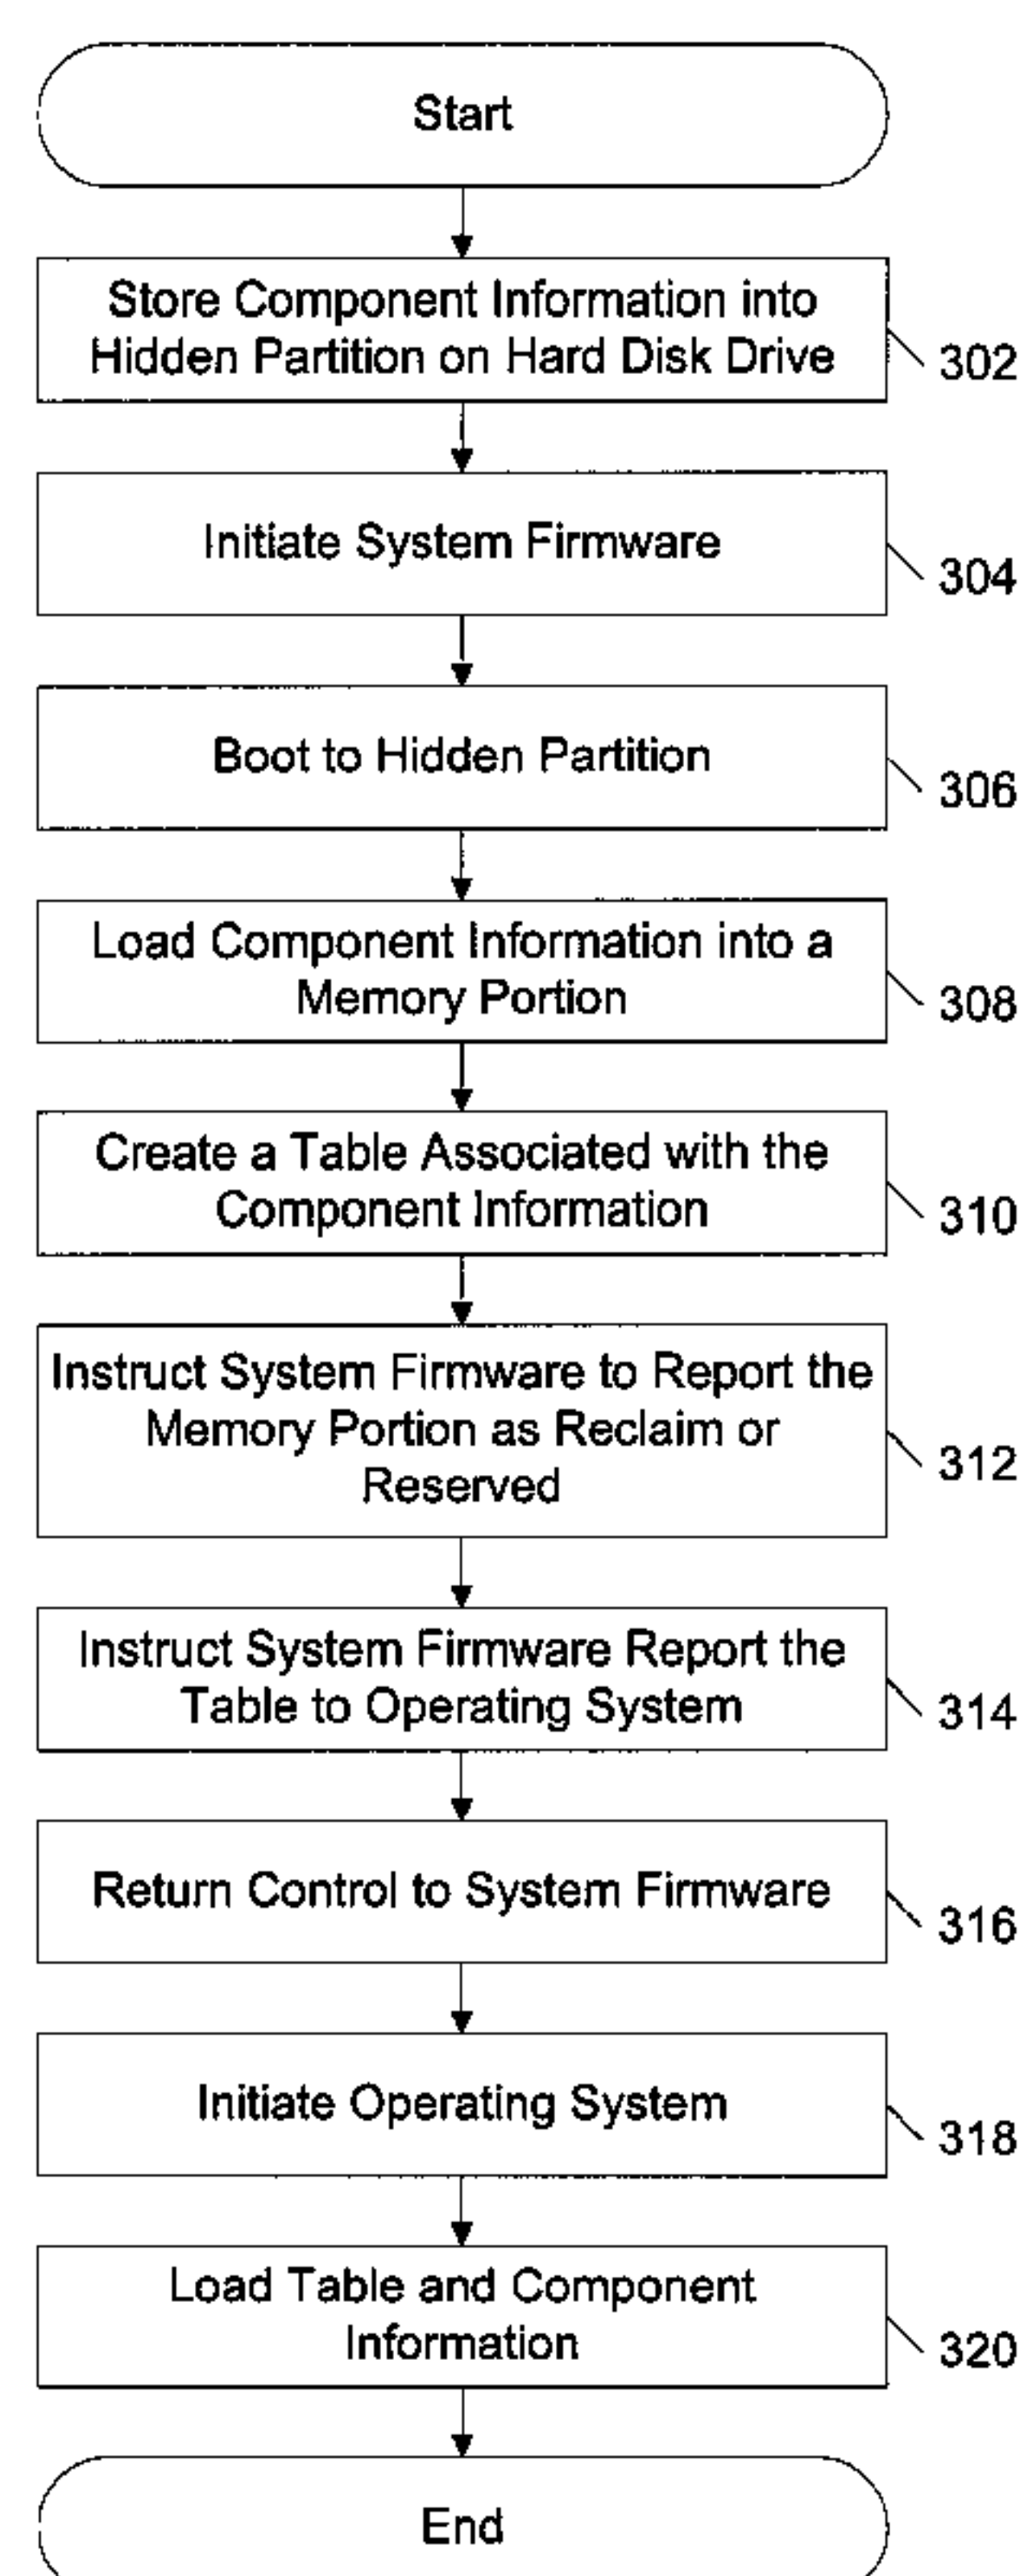 Start
Store Component Information into
Hidden Partition on Hard Disk Drive
302
Initiate System Firmware
304
Boot to Hidden Partition
306
Load Component Information into a
Memory Portion
308
Create a Table Associated with the
Component Information
310
Instruct System Firmware to Report the
Memory Portion as Reclaim or
Reserved
312
Instruct System Firmware Report the
Table to Operating System
314
Return Control to System Firmware
316
Initiate Operating System
318
Load Table and Component
Information
320
End